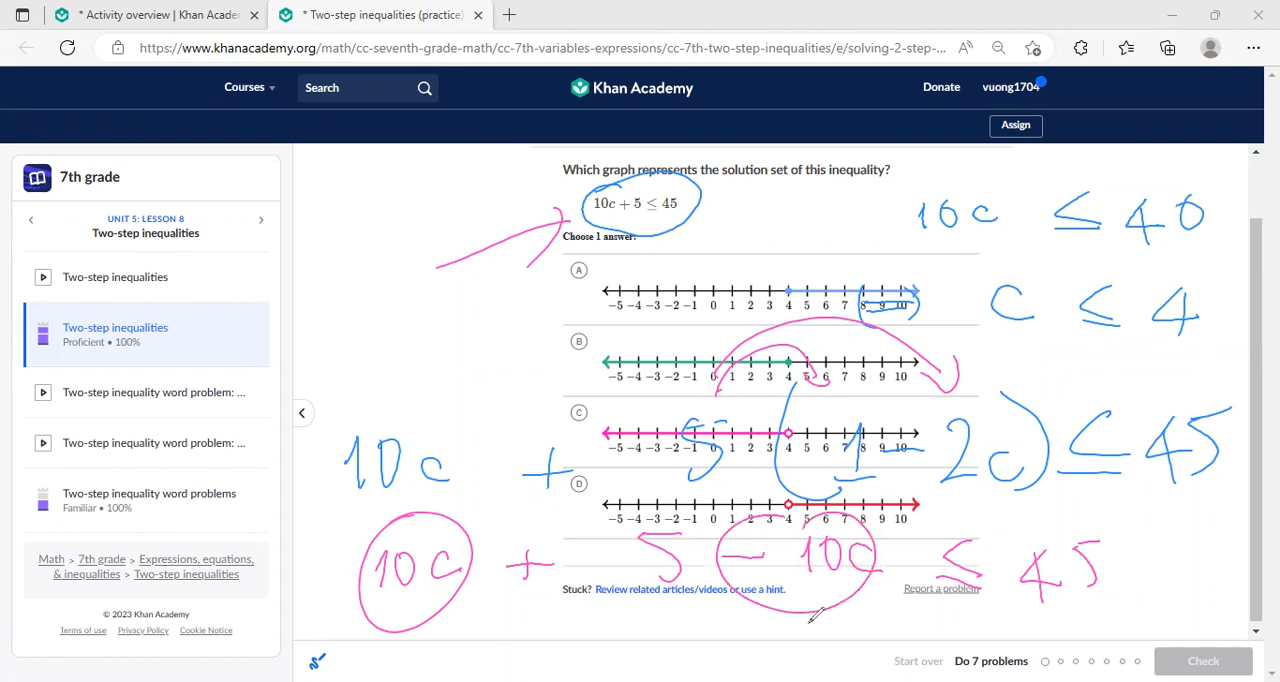 * Activity overview | Khan Acader
* Two-step inequalities (practice)
https://www.khanacademy.org/math/cc-seventh-grade-math/cc-7th-variables-expressions/cc-7th-two-step-inequalities/e/solving-2-step-...
Courses
Search
Khan Academy
Donate
vuong1704
Assign
7th grade
UNIT 5: LESSON 8
Two-step inequalities
Two-step inequalities
Two-step inequalities
Proficient • 100%
Two-step inequality word problem: ...
Two-step inequality word problem: ...
Two-step inequality word problems
Familiar • 100%
Math > 7th grade > Expressions, equations,
& inequalities > Two-step inequalities
© 2023 Khan Academy
Terms of use Privacy Policy Cookie Notice
Which graph represents the solution set of this inequality?
10c + 5 ≤ 45
10c ≤ 40
Choose 1 answer:
A
−5 −4 −3 −2 −1 0 1 2 3 4 5 6 7 8 9 10
c ≤ 4
B
−5 −4 −3 −2 −1 0 1 2 3 4 5 6 7 8 9 10
C
−5 −4 −3 −2 −1 0 1 2 3 4 5 6 7 8 9 10
10c + 5 (1 − 2c) ≤ 45
D
−5 −4 −3 −2 −1 0 1 2 3 4 5 6 7 8 9 10
10c + 5 − 10c ≤ 45
Stuck? Review related articles/videos or use a hint.
Report a problem
Start over
Do 7 problems
Check